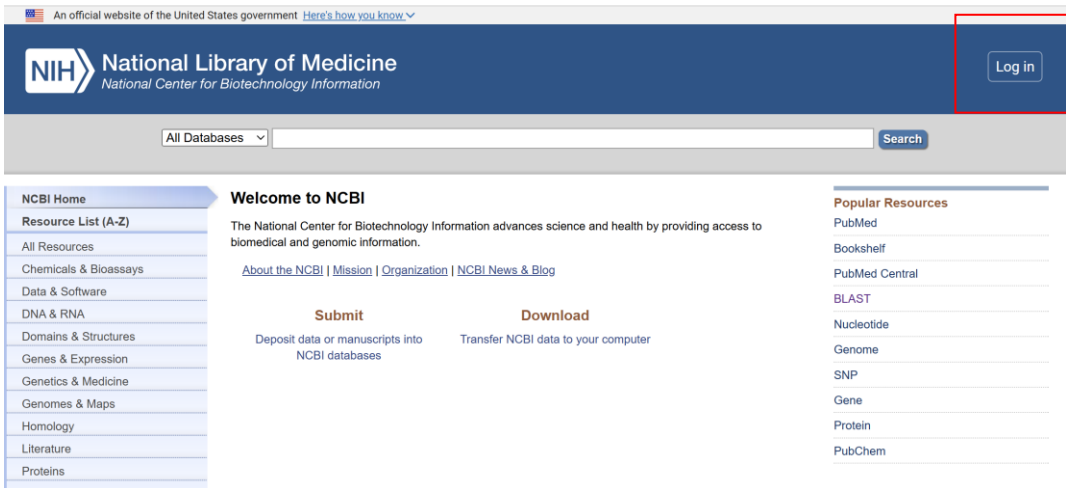 An official website of the United States government Here's how you know
NIH National Library of Medicine
National Center for Biotechnology Information
Log in
All Databases
Search
NCBI Home
Resource List (A-Z)
All Resources
Chemicals & Bioassays
Data & Software
DNA & RNA
Domains & Structures
Genes & Expression
Genetics & Medicine
Genomes & Maps
Homology
Literature
Proteins
Welcome to NCBI
The National Center for Biotechnology Information advances science and health by providing access to
biomedical and genomic information.
About the NCBI | Mission | Organization | NCBI News & Blog
Submit
Deposit data or manuscripts into
NCBI databases
Download
Transfer NCBI data to your computer
Popular Resources
PubMed
Bookshelf
PubMed Central
BLAST
Nucleotide
Genome
SNP
Gene
Protein
PubChem